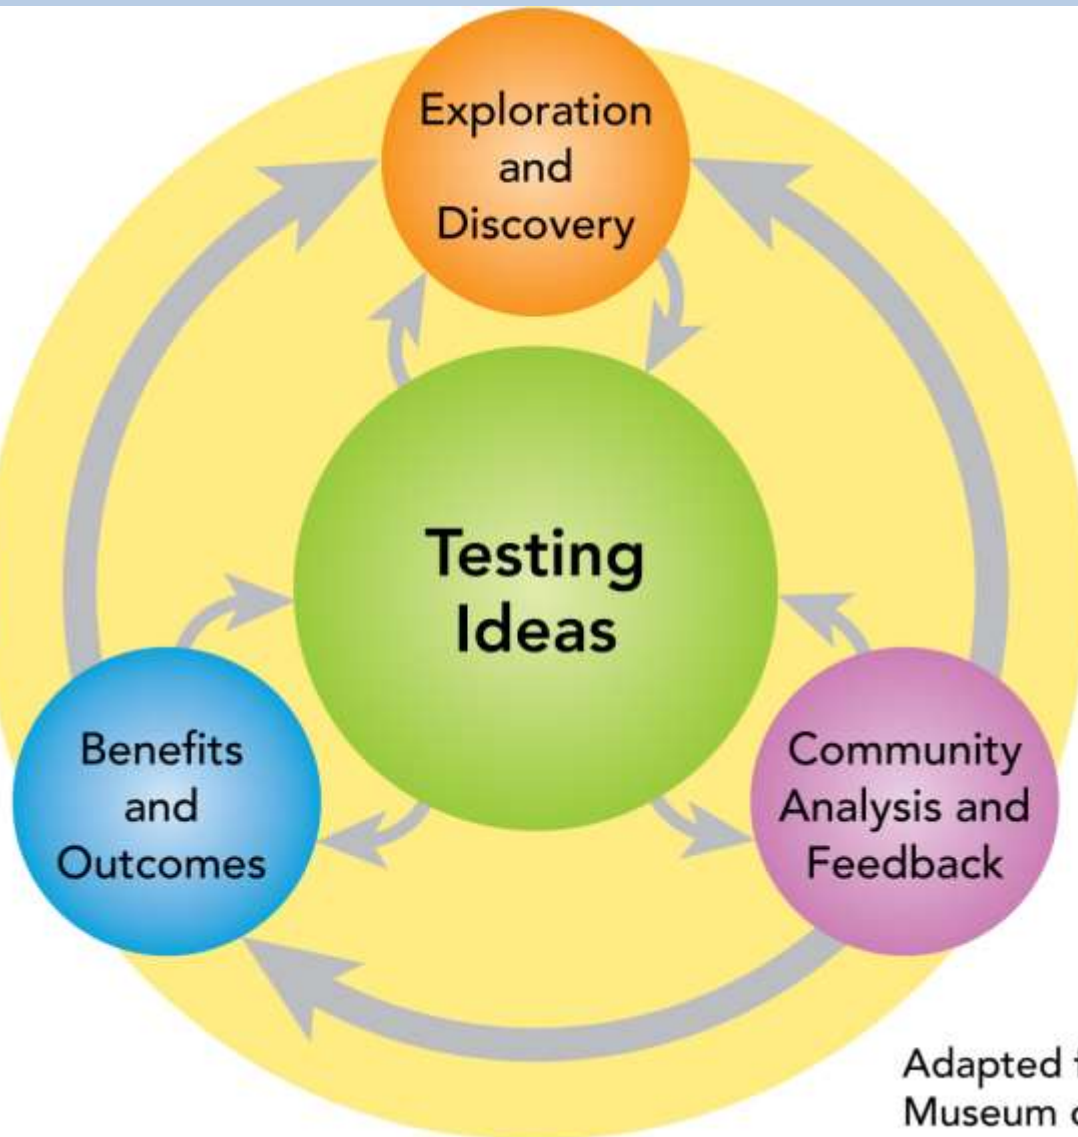 Exploration
and
Discovery
Testing
Ideas
Benefits
and
Outcomes
Community
Analysis and
Feedback
Adapted
Museum